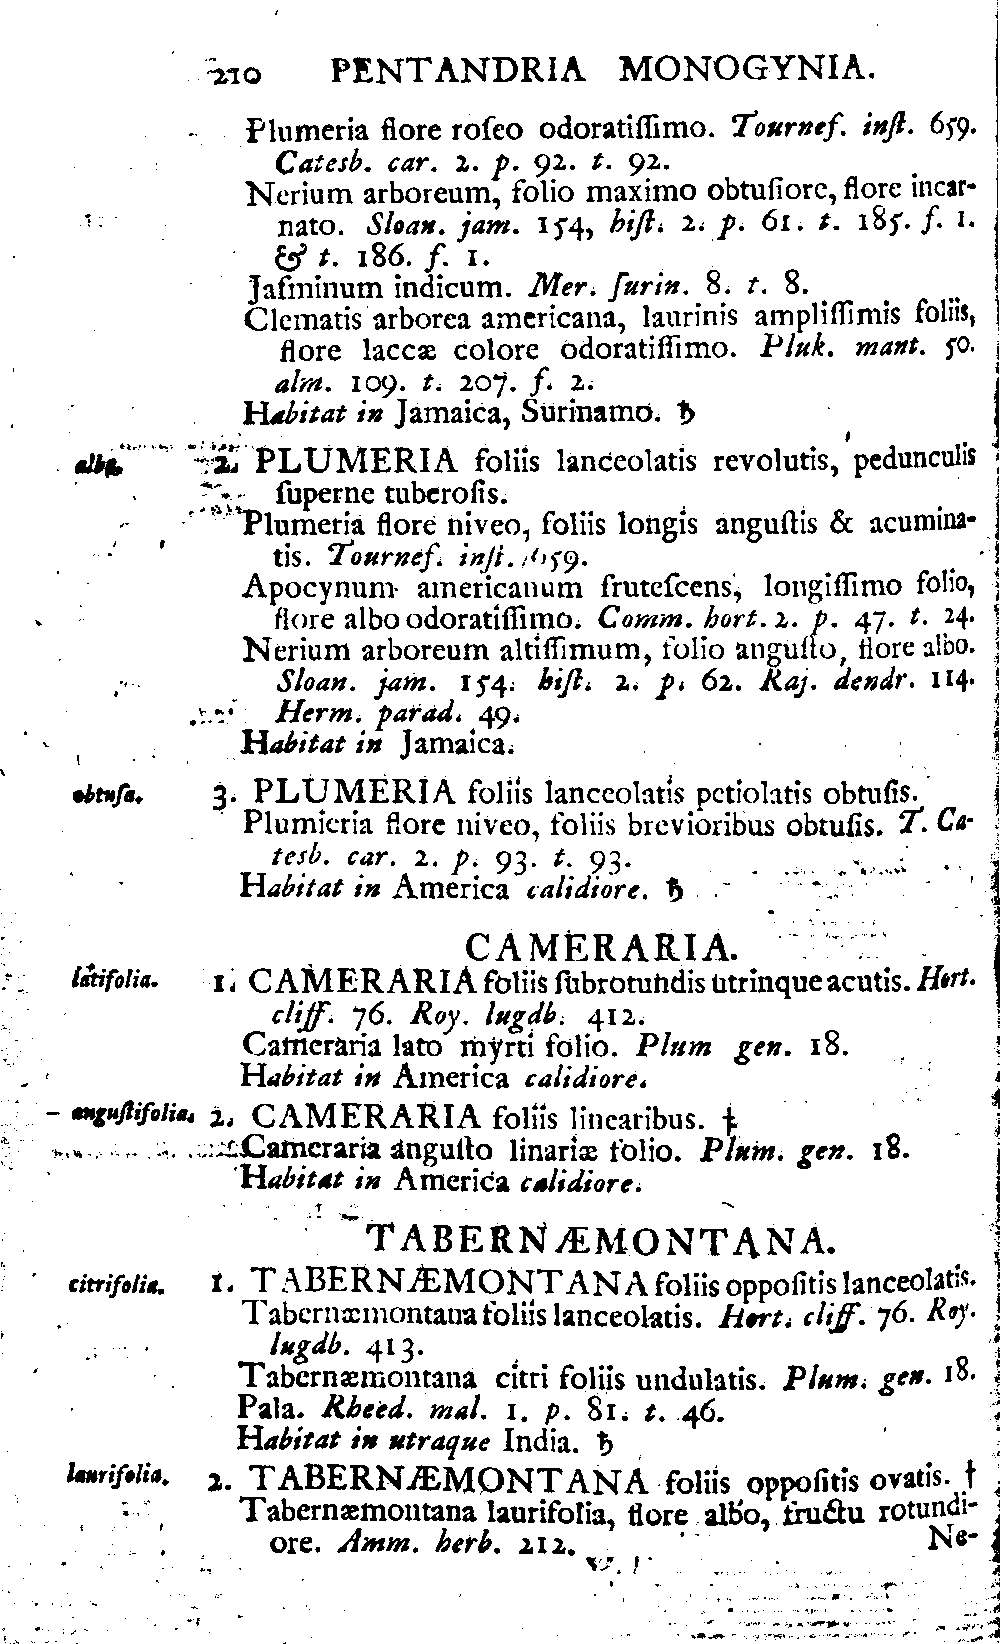 210 PENTANDRIA MONOGYNIA.
Plumeria flore roſeo odoratiſſimo. Tournef. inſt. 659.
Catesb. car. 2. p. 92. t. 92.
Nerium arboreum, folio maximo obtuſiore, flore incar-
nato. Sloan. jam. 154, hiſt. 2. p. 61. t. 185. f. 1.
& t. 186. f. 1.
Jaſminum indicum. Mer. ſurin. 8. t. 8.
Clematis arborea americana, laurinis ampliſſimis foliis,
flore laccæ colore odoratiſſimo. Pluk. mant. 50.
alm. 109. t. 207. f. 2.
Habitat in Jamaica, Surinamo. ♄
alba. 2. PLUMERIA foliis lanceolatis revolutis, pedunculis
ſuperne tuberoſis.
Plumeria flore niveo, foliis longis anguſtis & acumina-
tis. Tournef. inſt. 659.
Apocynum americanum fruteſcens, longiſſimo folio,
flore albo odoratiſſimo. Comm. hort. 2. p. 47. t. 24.
Nerium arboreum altiſſimum, folio anguſto, flore albo.
Sloan. jam. 154. hiſt. 2. p. 62. Raj. dendr. 114.
Herm. parad. 49.
Habitat in Jamaica.
obtuſa. 3. PLUMERIA foliis lanceolatis petiolatis obtuſis.
Plumieria flore niveo, foliis brevioribus obtuſis. T. Ca-
tesb. car. 2. p. 93. t. 93.
Habitat in America calidiore. ♄
CAMERARIA.
latifolia. 1. CAMERARIA foliis ſubrotundis utrinque acutis. Hort.
cliff. 76. Roy. lugdb. 412.
Cameraria lato myrti folio. Plum gen. 18.
Habitat in America calidiore.
anguſtifolia. 2. CAMERARIA foliis linearibus. ‡
Cameraria anguſto linariæ folio. Plum. gen. 18.
Habitat in America calidiore.
TABERNÆMONTANA.
citrifolia. 1. TABERNÆMONTANA foliis oppoſitis lanceolatis.
Tabernæmontana foliis lanceolatis. Hort. cliff. 76. Roy.
lugdb. 413.
Tabernæmontana citri foliis undulatis. Plum. gen. 18.
Pala. Rheed. mal. 1. p. 81. t. 46.
Habitat in utraque India. ♄
laurifolia. 2. TABERNÆMONTANA foliis oppoſitis ovatis. †
Tabernæmontana laurifolia, flore albo, fructu rotundi-
ore. Amm. herb. 212.
Ne-